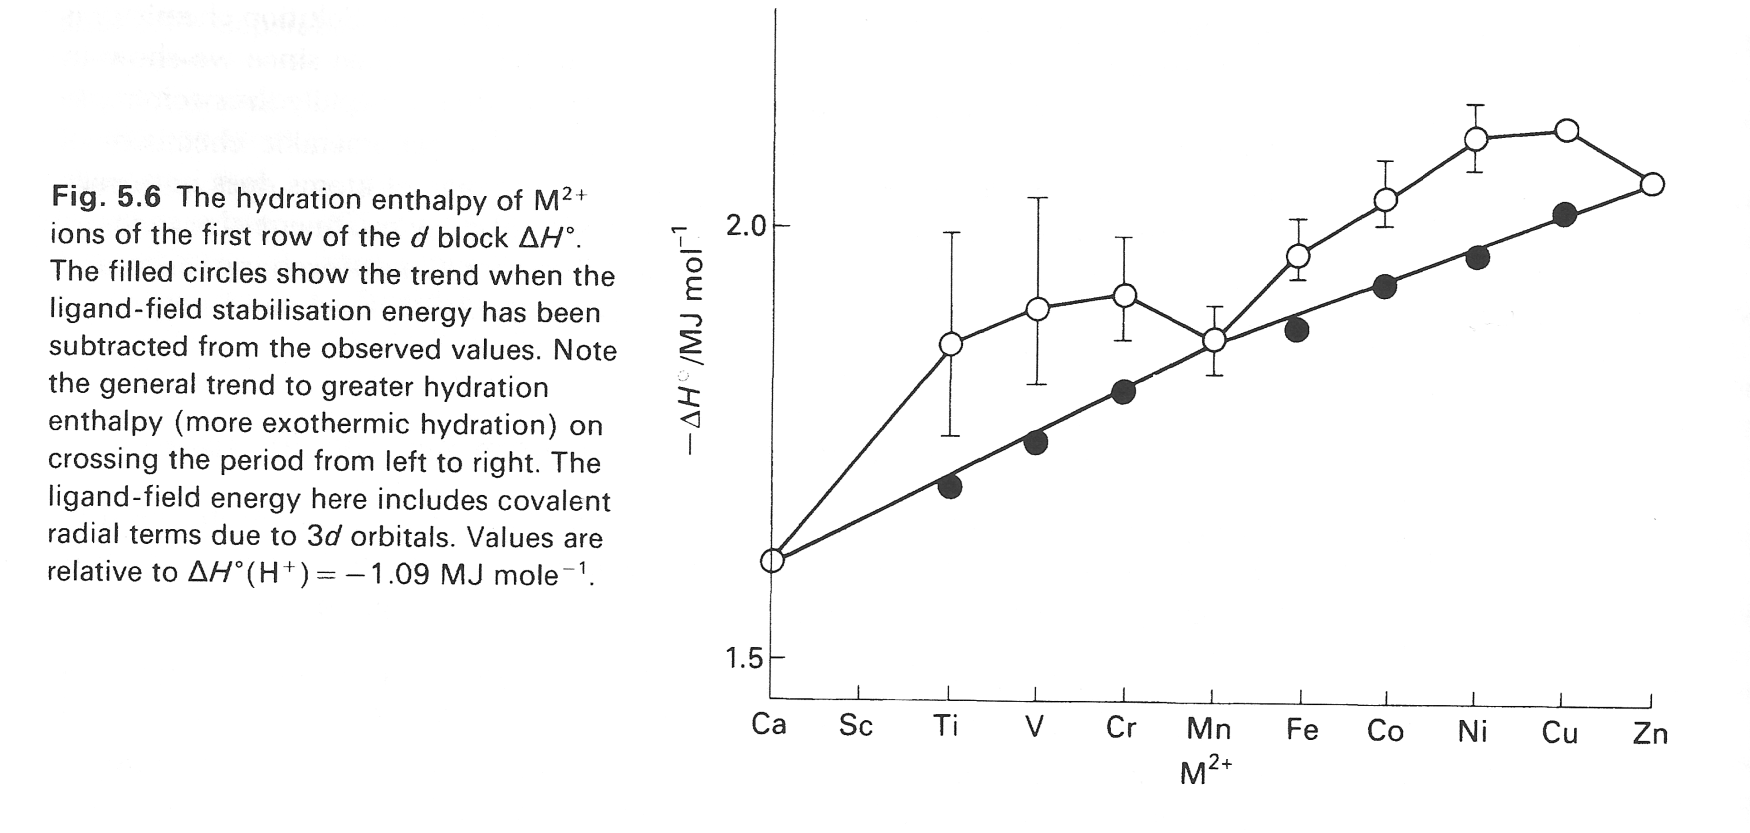 Fig. 5.6 The hydration enthalpy of M²⁺
ions of the first row of the d block ΔH°.
The filled circles show the trend when the
ligand-field stabilisation energy has been
subtracted from the observed values. Note
the general trend to greater hydration
enthalpy (more exothermic hydration) on
crossing the period from left to right. The
ligand-field energy here includes covalent
radial terms due to 3d orbitals. Values are
relative to ΔH°(H⁺) = −1.09 MJ mole⁻¹.
−ΔH°/MJ mol⁻¹
2.0
1.5
Ca Sc Ti V Cr Mn Fe Co Ni Cu Zn
M²⁺